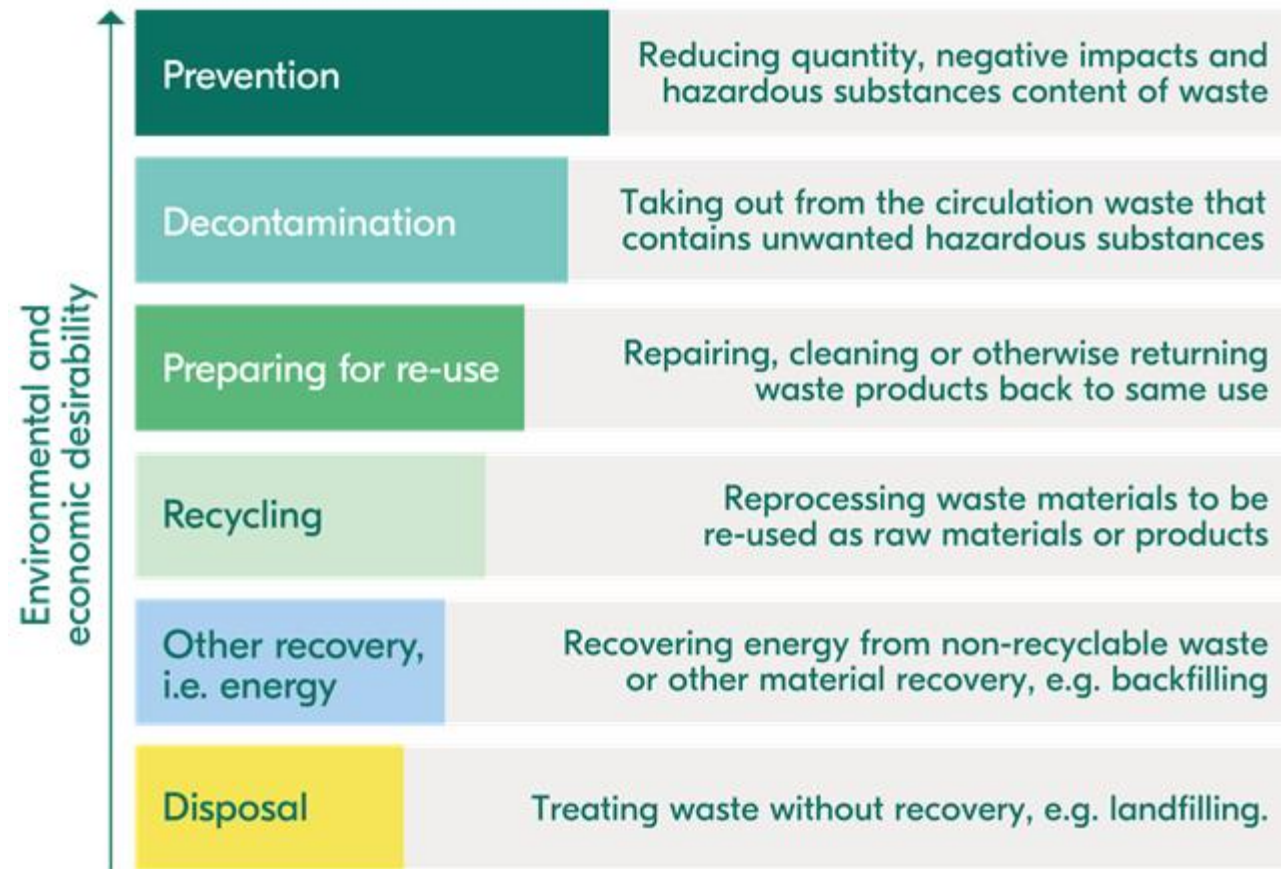 Environmental and
economic desirability
Prevention
Reducing quantity, negative impacts and
hazardous substances content of waste
Decontamination
Taking out from the circulation waste that
contains unwanted hazardous substances
Preparing for re-use
Repairing, cleaning or otherwise returning
waste products back to same use
Recycling
Reprocessing waste materials to be
re-used as raw materials or products
Other recovery,
i.e. energy
Recovering energy from non-recyclable waste
or other material recovery, e.g. backfilling
Disposal
Treating waste without recovery, e.g. landfilling.